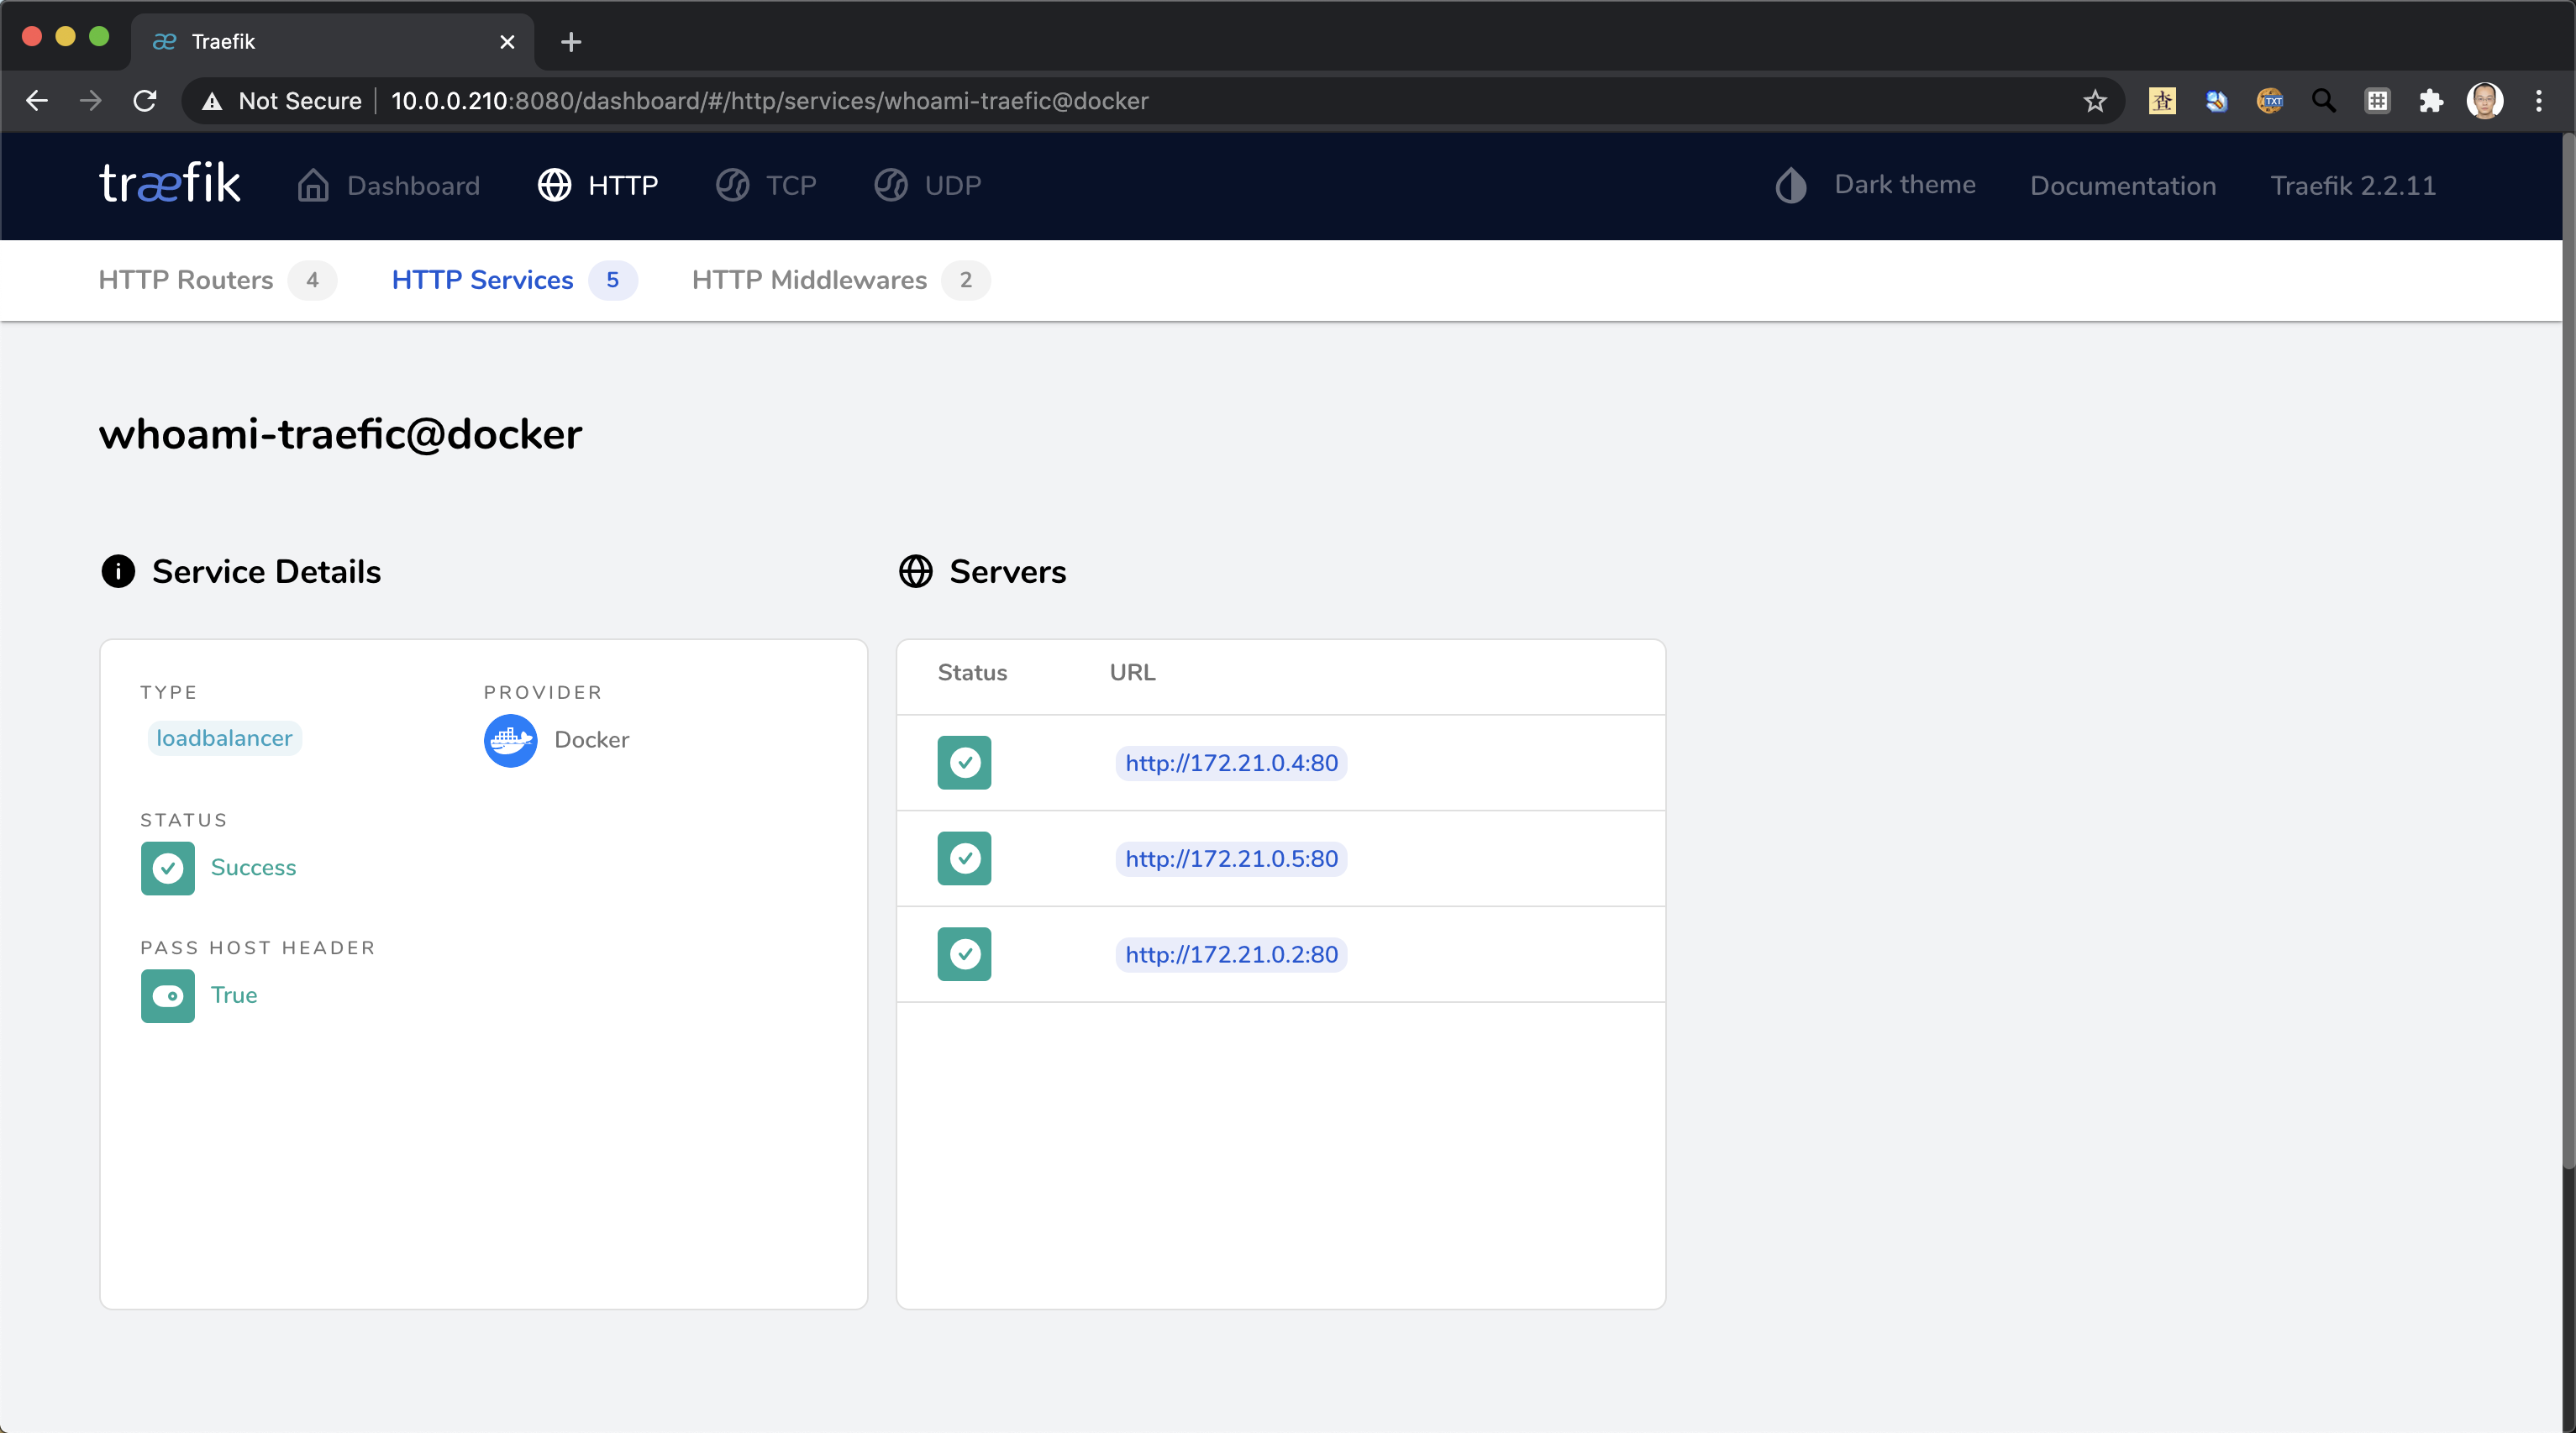 Traefik
Not Secure 10.0.0.210:8080/dashboard/#/http/services/whoami-traefic@docker
查 TXT
træfik Dashboard HTTP TCP UDP Dark theme Documentation Traefik 2.2.11
HTTP Routers 4 HTTP Services 5 HTTP Middlewares 2
whoami-traefic@docker
Service Details Servers
Status URL
TYPE PROVIDER
loadbalancer Docker
http://172.21.0.4:80
STATUS
Success
http://172.21.0.5:80
PASS HOST HEADER
http://172.21.0.2:80
True